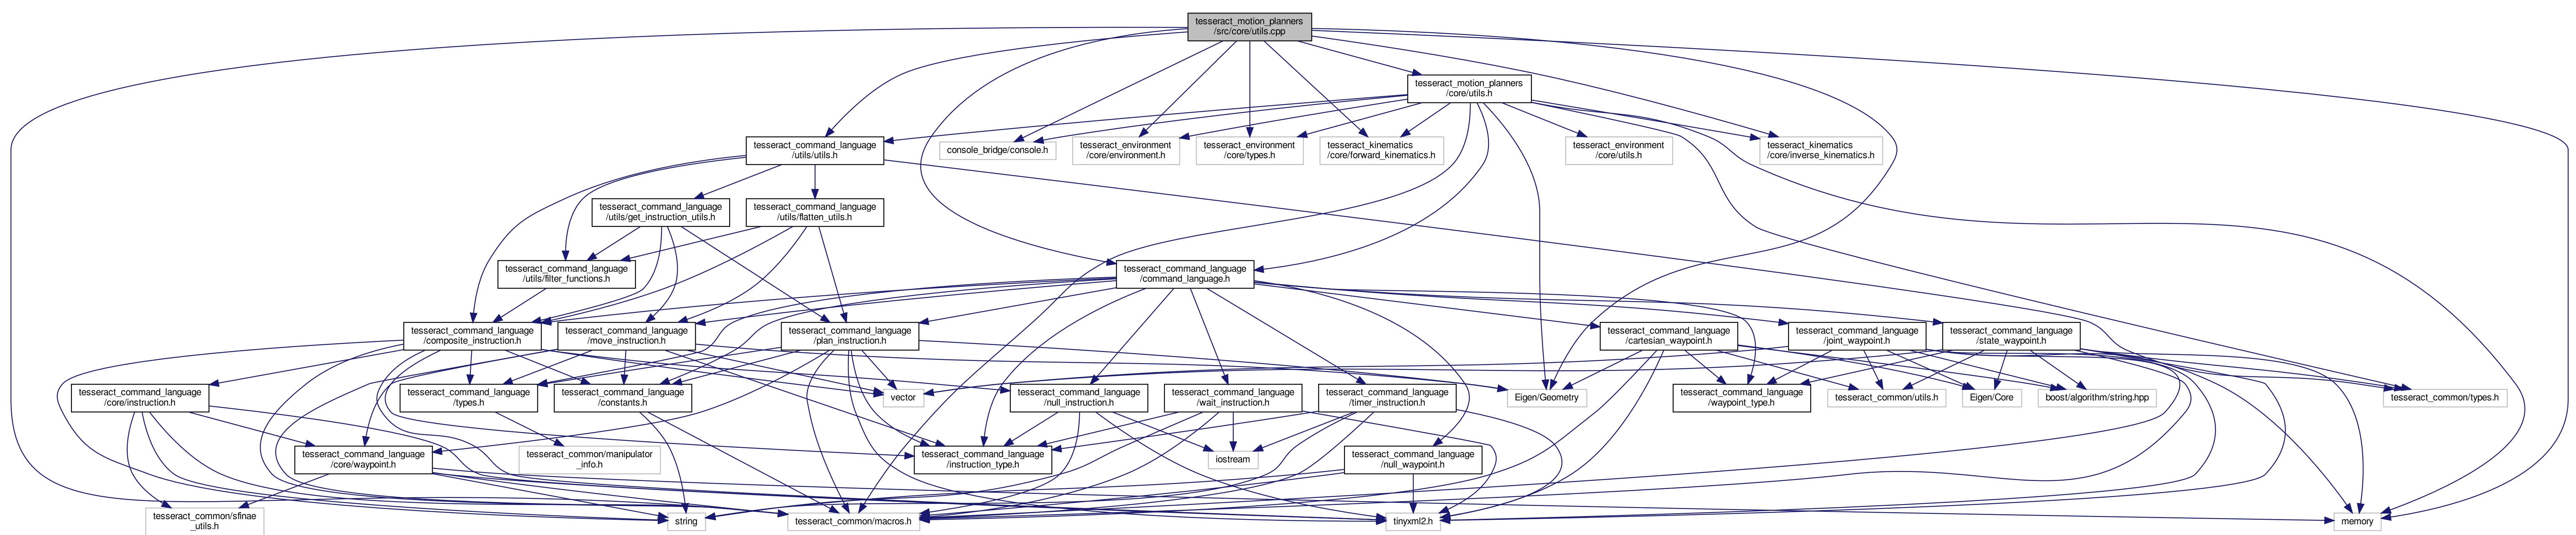 tesseract_motion_planners
/src/core/utils.cpp
tesseract_motion_planners
/core/utils.h
tesseract_command_language
/utils/utils.h
console_bridge/console.h
tesseract_environment
/core/environment.h
tesseract_environment
/core/types.h
tesseract_kinematics
/core/forward_kinematics.h
tesseract_environment
/core/utils.h
tesseract_kinematics
/core/inverse_kinematics.h
tesseract_command_language
/utils/get_instruction_utils.h
tesseract_command_language
/utils/flatten_utils.h
tesseract_command_language
/utils/filter_functions.h
tesseract_command_language
/command_language.h
tesseract_command_language
/composite_instruction.h
tesseract_command_language
/move_instruction.h
tesseract_command_language
/plan_instruction.h
tesseract_command_language
/cartesian_waypoint.h
tesseract_command_language
/joint_waypoint.h
tesseract_command_language
/state_waypoint.h
tesseract_command_language
/core/instruction.h
tesseract_command_language
/types.h
tesseract_command_language
/constants.h
vector
tesseract_command_language
/null_instruction.h
tesseract_command_language
/wait_instruction.h
tesseract_command_language
/timer_instruction.h
Eigen/Geometry
tesseract_command_language
/waypoint_type.h
tesseract_common/utils.h
Eigen/Core
boost/algorithm/string.hpp
tesseract_common/types.h
tesseract_command_language
/core/waypoint.h
tesseract_common/manipulator
_info.h
tesseract_command_language
/instruction_type.h
iostream
tesseract_command_language
/null_waypoint.h
tesseract_common/sfinae
_utils.h
string
tesseract_common/macros.h
tinyxml2.h
memory